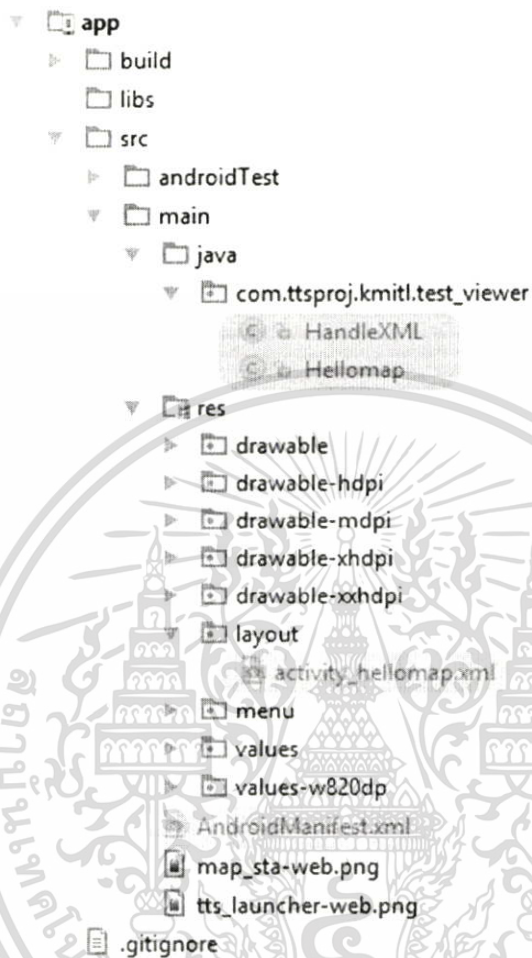 app
build
libs
src
androidTest
main
java
com.ttsproj.kmitl.test_viewer
HandleXML
Hellomap
res
drawable
drawable-hdpi
drawable-mdpi
drawable-xhdpi
drawable-xxhdpi
layout
activity_hellomap.xml
menu
values
values-w820dp
AndroidManifest.xml
map_sta-web.png
tts_launcher-web.png
.gitignore